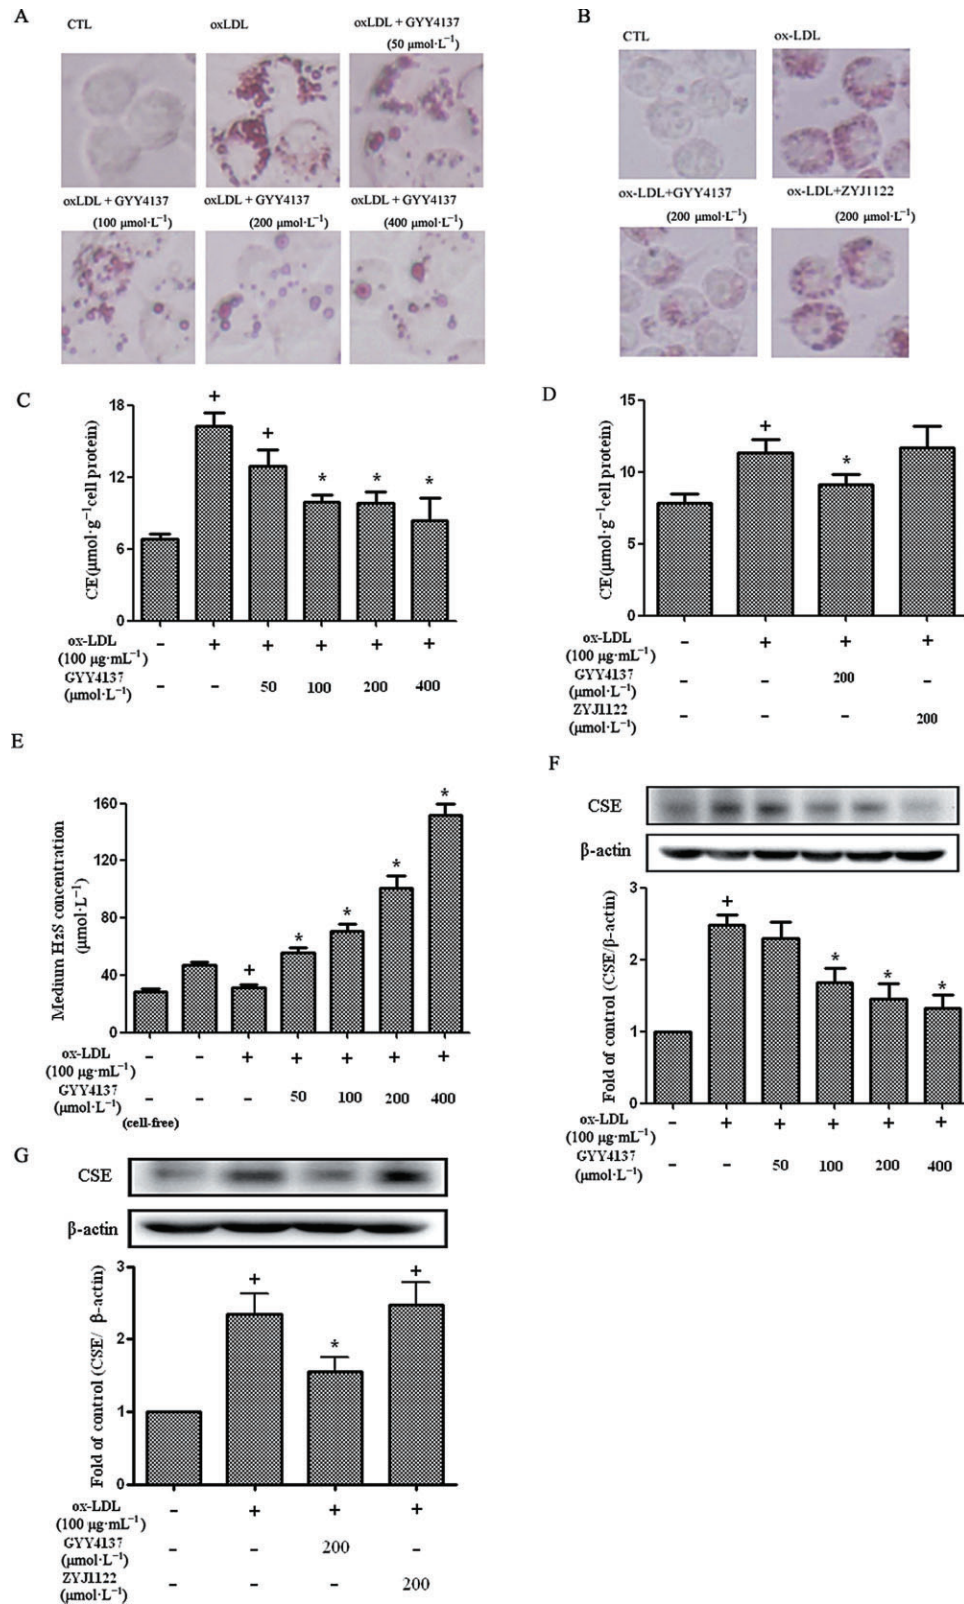 A
CTL
oxLDL
oxLDL + GYY4137
(50 μmol·L⁻¹)
oxLDL + GYY4137
(100 μmol·L⁻¹)
oxLDL + GYY4137
(200 μmol·L⁻¹)
oxLDL + GYY4137
(400 μmol·L⁻¹)
B
CTL
ox-LDL
ox-LDL+GYY4137
(200 μmol·L⁻¹)
ox-LDL+ZYJ1122
(200 μmol·L⁻¹)
C
CE(μmol·g⁻¹cell protein)
18
12
6
0
+ + * * *
ox-LDL
(100 μg·mL⁻¹)
– + + + + +
GYY4137
(μmol·L⁻¹)
– – 50 100 200 400
D
CE(μmol·g⁻¹cell protein)
15
10
5
0
+ *
ox-LDL
(100 μg·mL⁻¹)
– + + +
GYY4137
(μmol·L⁻¹)
– – 200 –
ZYJ1122
(μmol·L⁻¹)
– – – 200
E
Medium H₂S concentration
(μmol·L⁻¹)
160
120
80
40
0
+ * * * *
ox-LDL
(100 μg·mL⁻¹)
– – + + + + +
GYY4137
(μmol·L⁻¹)
– – – 50 100 200 400
(cell-free)
F
CSE
β-actin
Fold of control (CSE/β-actin)
3
2
1
0
+ * * *
ox-LDL
(100 μg·mL⁻¹)
– + + + + +
GYY4137
(μmol·L⁻¹)
– – 50 100 200 400
G
CSE
β-actin
Fold of control (CSE/ β-actin)
3
2
1
0
+ * +
ox-LDL
(100 μg·mL⁻¹)
– + + +
GYY4137
(μmol·L⁻¹)
– – 200 –
ZYJ1122
(μmol·L⁻¹)
– – – 200